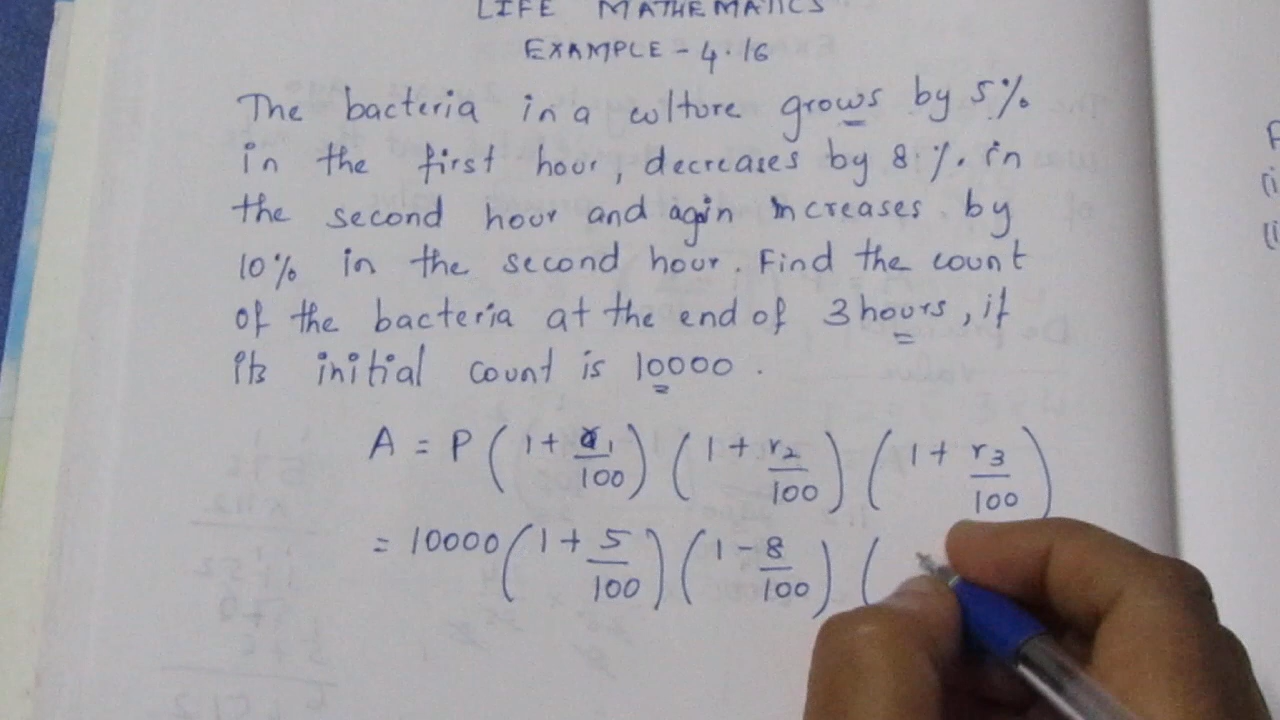 LIFE MATHEMATICS
EXAMPLE - 4.16
The bacteria in a culture grows by 5%
in the first hour, decreases by 8%. in
the second hour and again increases by
10% in the second hour. Find the count
of the bacteria at the end of 3 hours, if
its initial count is 10000.
A = P (1 + r1/100) (1 + r2/100) (1 + r3/100)
= 10000 (1 + 5/100) (1 - 8/100) (